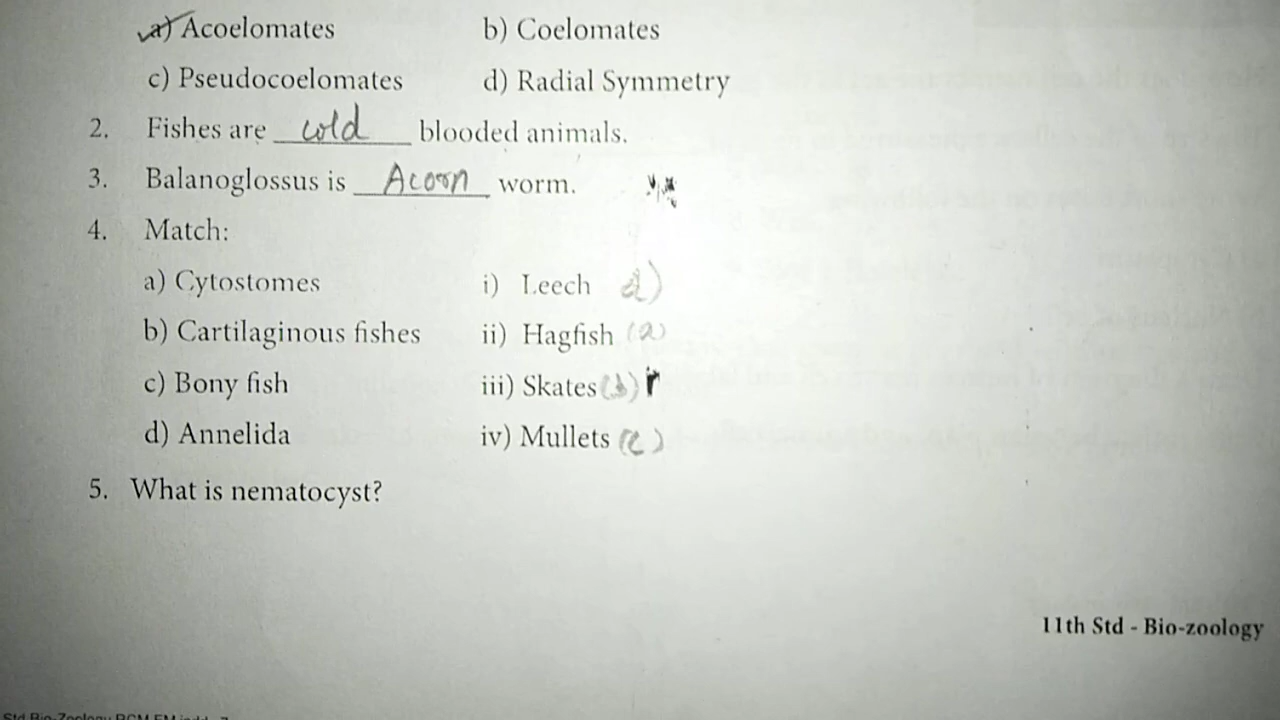 a) Acoelomates b) Coelomates
c) Pseudocoelomates d) Radial Symmetry
2. Fishes are cold blooded animals.
3. Balanoglossus is Acorn worm.
4. Match:
a) Cytostomes i) Leech d)
b) Cartilaginous fishes ii) Hagfish (a)
c) Bony fish iii) Skates (b)
d) Annelida iv) Mullets (c)
5. What is nematocyst?
11th Std - Bio-zoology